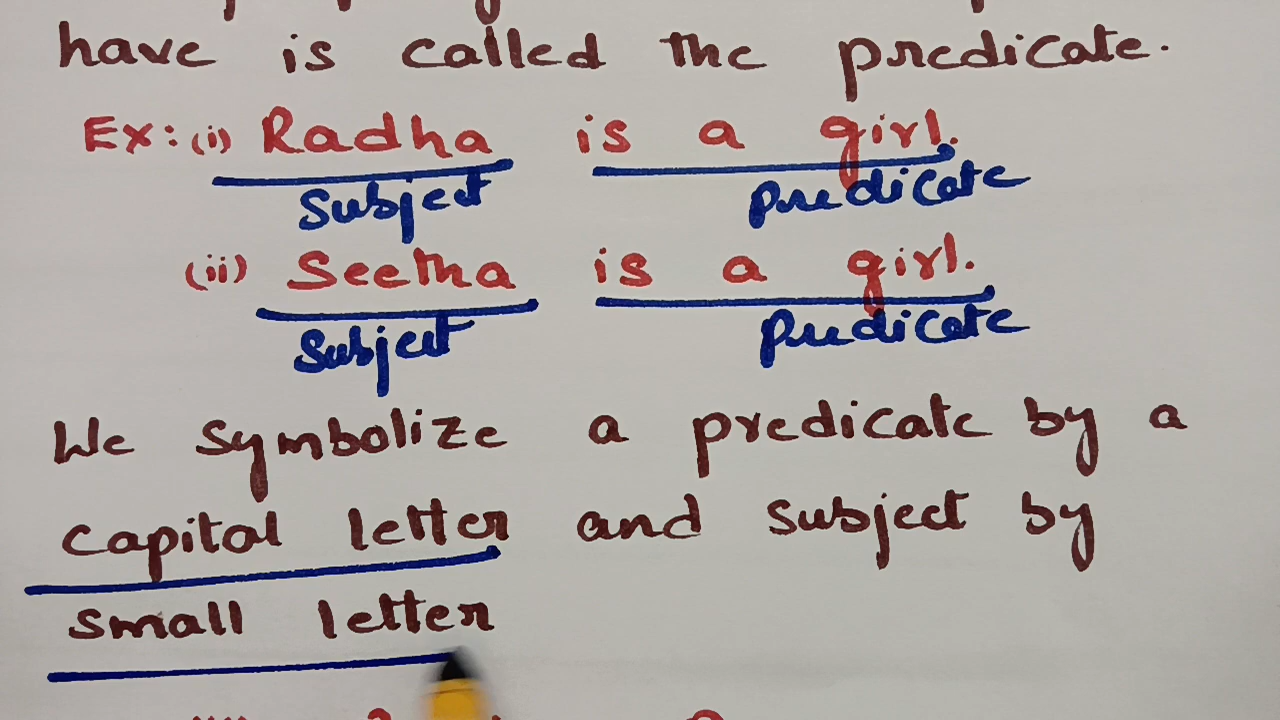 have is called the predicate.
Ex: (i) Radha is a girl.
Subject predicate
(ii) Seetha is a girl.
Subject Predicate
We symbolize a predicate by a
capital letter and subject by
small letter